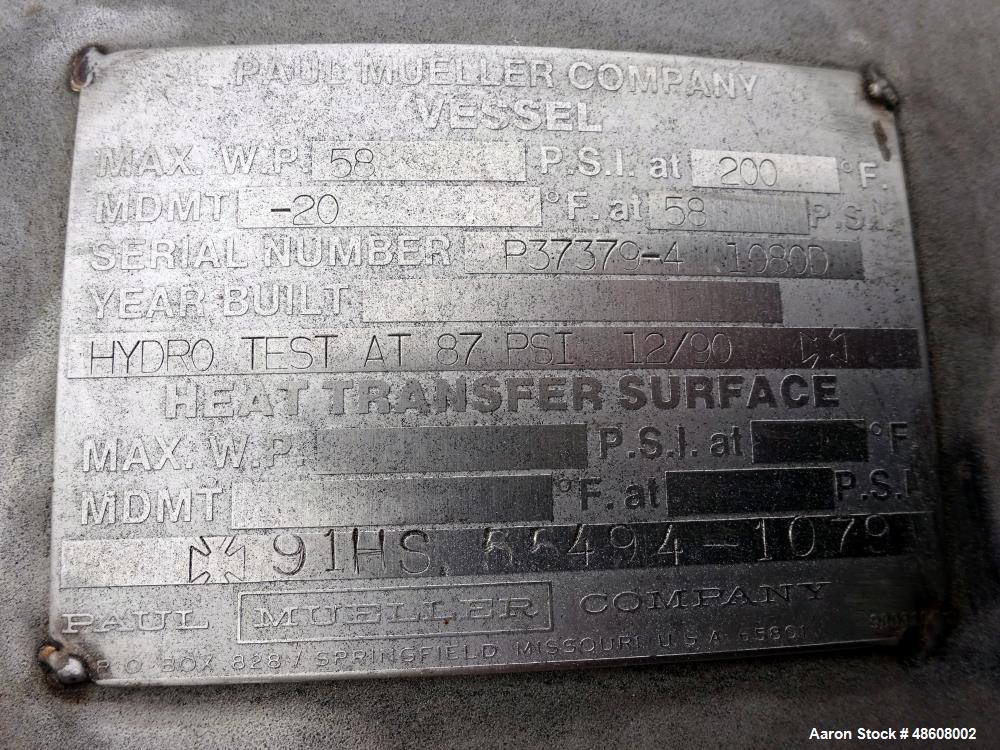 PAUL MUELLER COMPANY
VESSEL
MAX. W.P. 58 P.S.I. at 200 °F.
MDMT -20 °F. at 58 P.S.I.
SERIAL NUMBER P37379-4 1080D
YEAR BUILT
HYDRO TEST AT 87 PSI 12/90
HEAT TRANSFER SURFACE
MAX. W.P. P.S.I. at °F.
MDMT °F. at P.S.I.
91HS 55494-1079
PAUL MUELLER COMPANY
P.O. BOX 828 / SPRINGFIELD, MISSOURI, U.S.A. 65801
Aaron Stock # 48608002